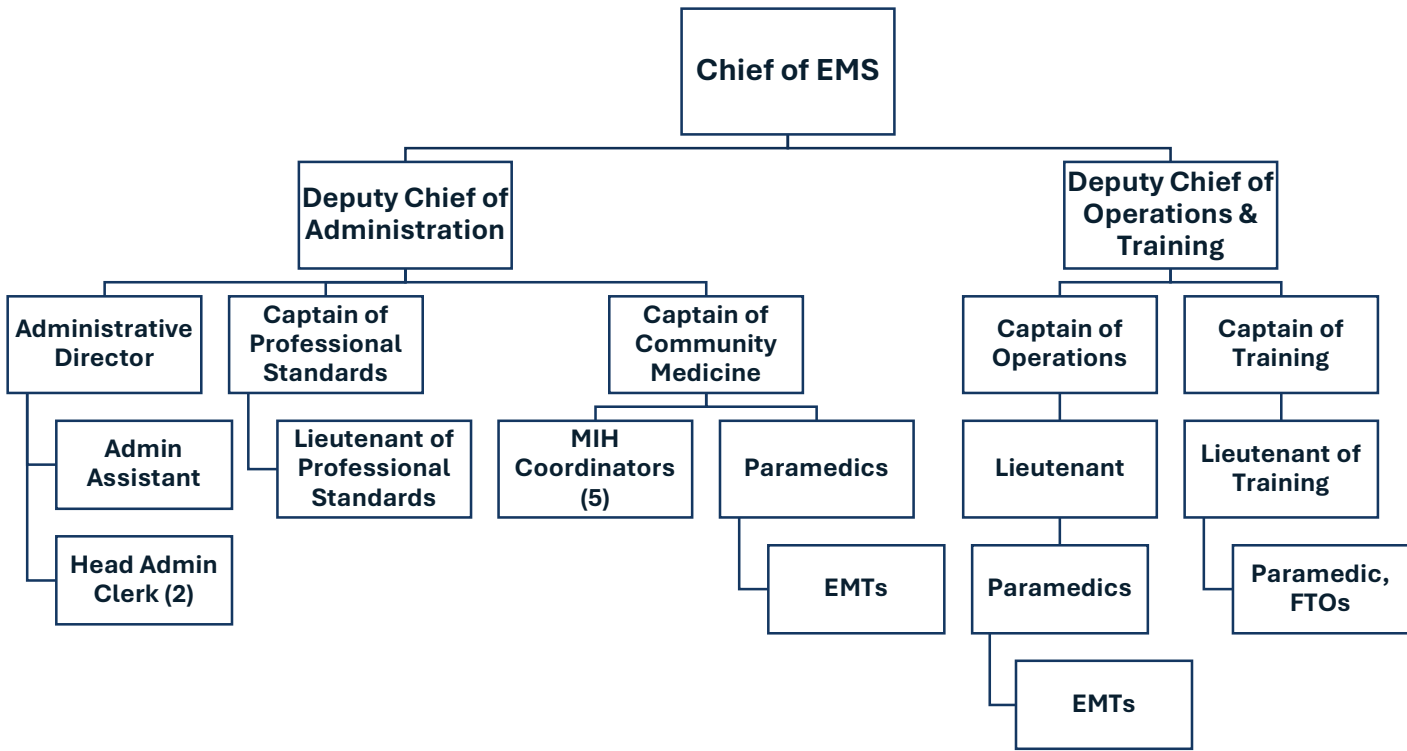 Chief of EMS
Deputy Chief of
Administration
Deputy Chief of
Operations &
Training
Administrative
Director
Captain of
Professional
Standards
Captain of
Community
Medicine
Captain of
Operations
Captain of
Training
Admin
Assistant
Lieutenant of
Professional
Standards
MIH
Coordinators
(5)
Paramedics
Lieutenant
Lieutenant of
Training
Head Admin
Clerk (2)
EMTs
Paramedics
Paramedic,
FTOs
EMTs